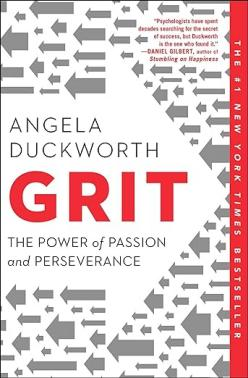 "Psychologists have spent
decades searching for the secret
of success, but Duckworth
is the one who found it."
—DANIEL GILBERT, author of
Stumbling on Happiness
THE #1 NEW YORK TIMES BESTSELLER
ANGELA
DUCKWORTH
GRIT
THE POWER of PASSION
and PERSEVERANCE